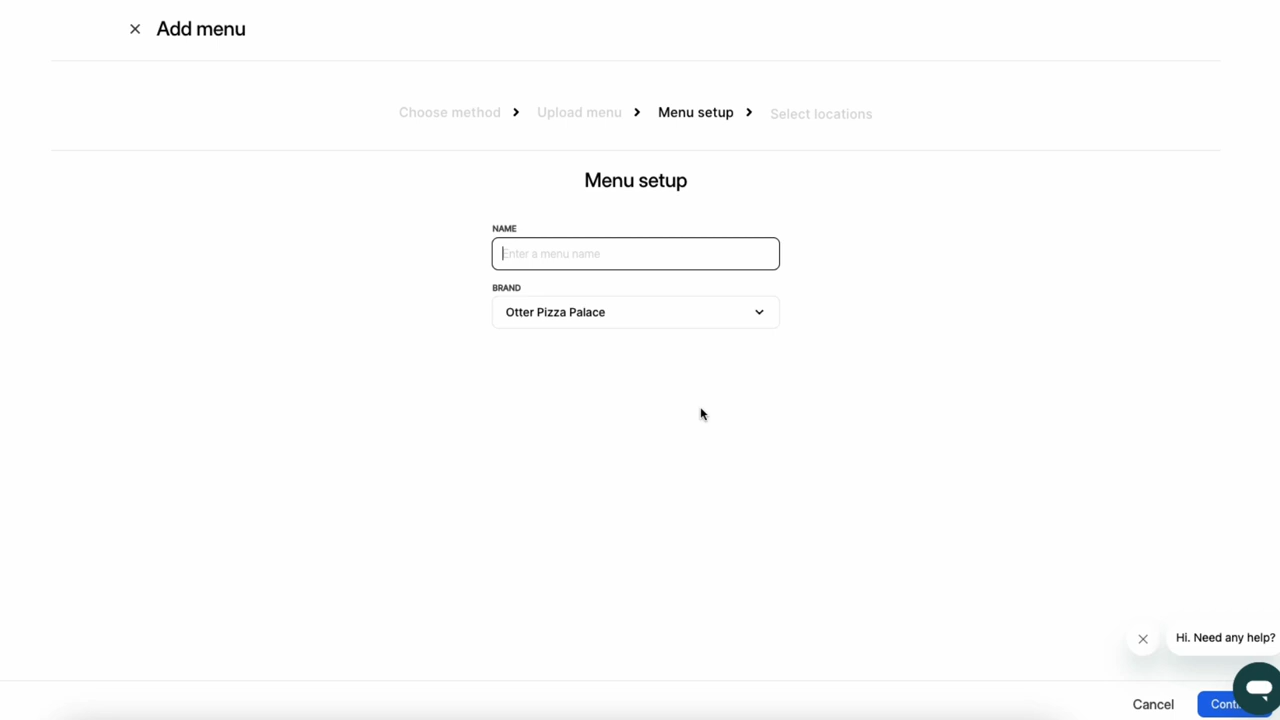 Add menu
Choose method Upload menu Menu setup Select locations
Menu setup
NAME
Enter a menu name
BRAND
Otter Pizza Palace
Hi. Need any help?
Cancel